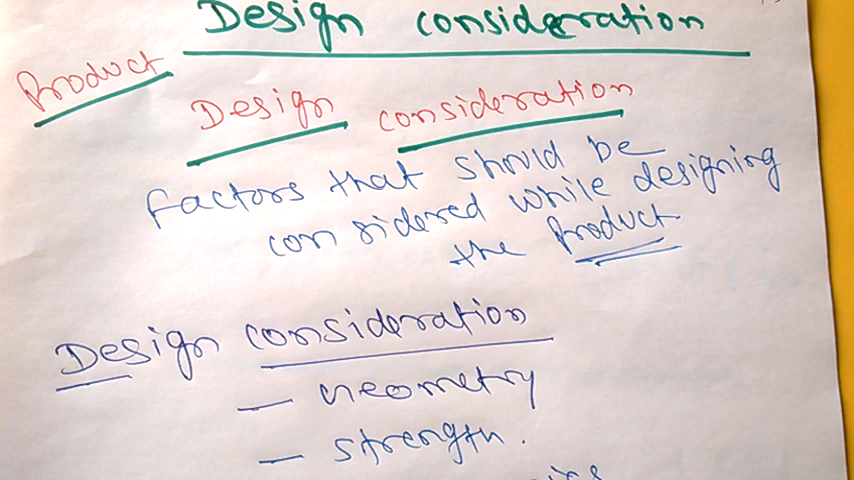 Design consideration
Product
Design consideration
Factors that should be
considered while designing
the Product
Design consideration
— Geometry
— strength.